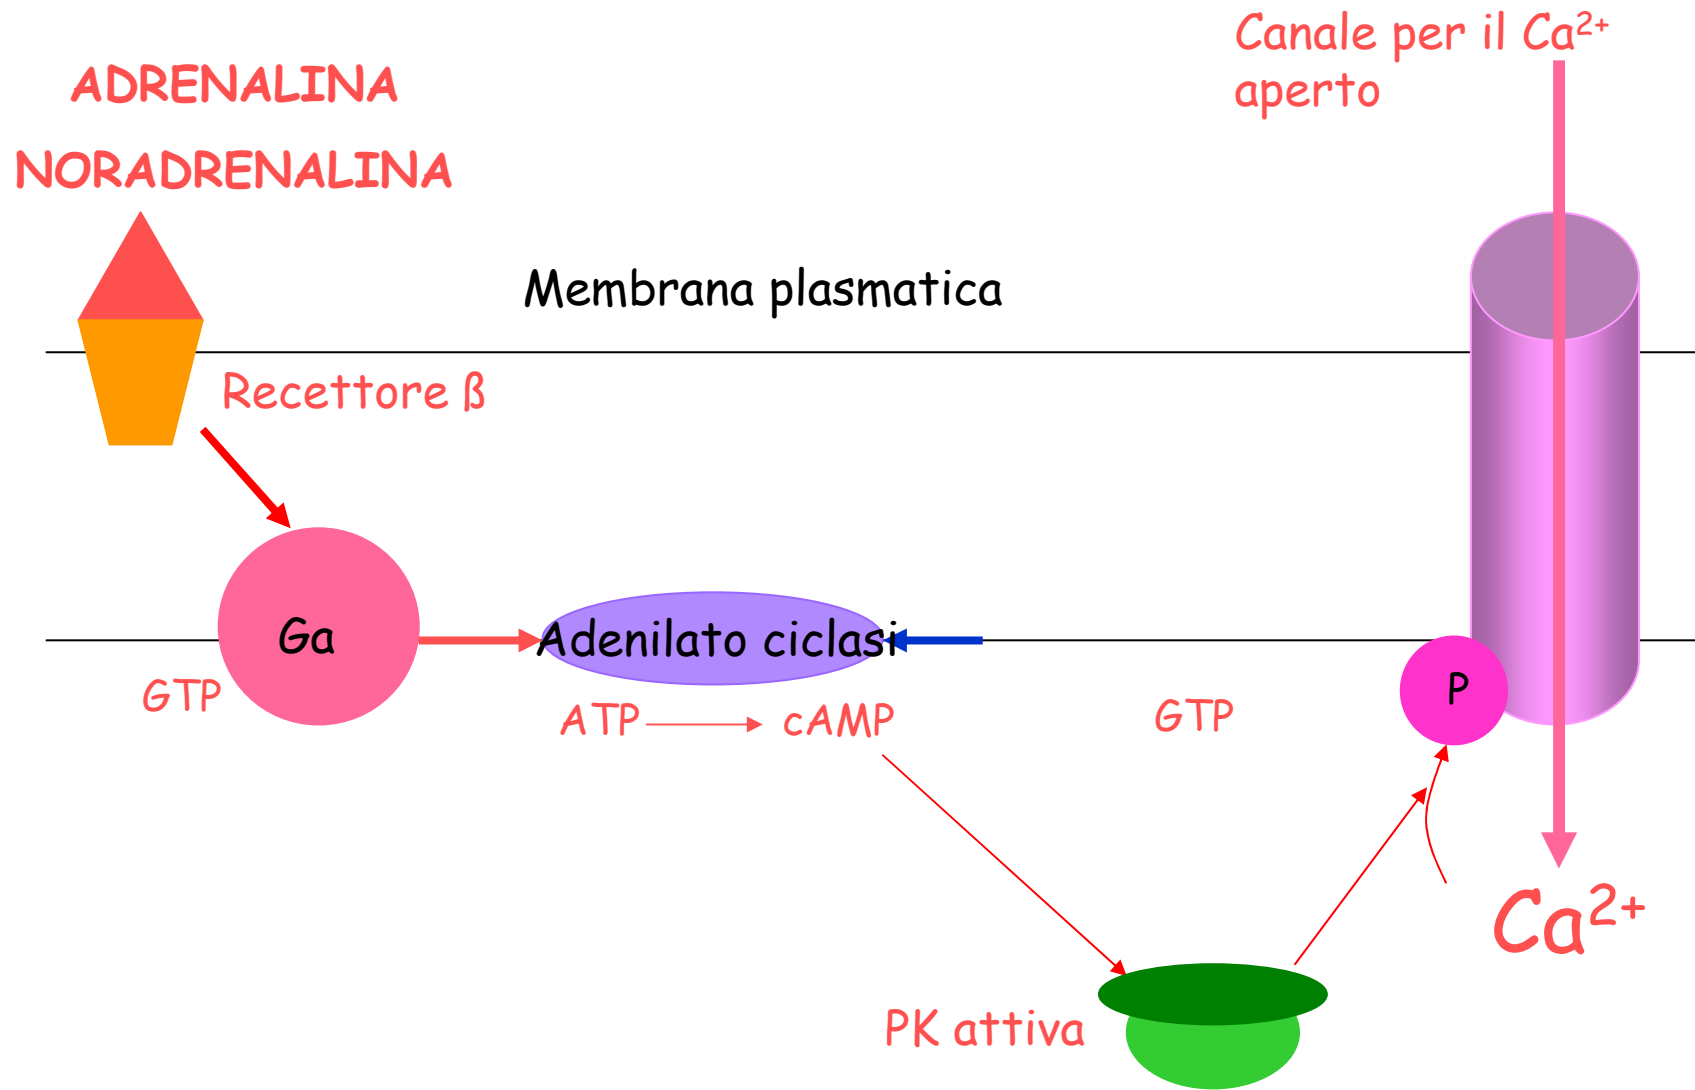 Canale per il Ca²⁺
aperto
ADRENALINA
NORADRENALINA
Membrana plasmatica
Recettore ß
Ga
Adenilato ciclasi
GTP
ATP cAMP
GTP
P
Ca²⁺
PK attiva